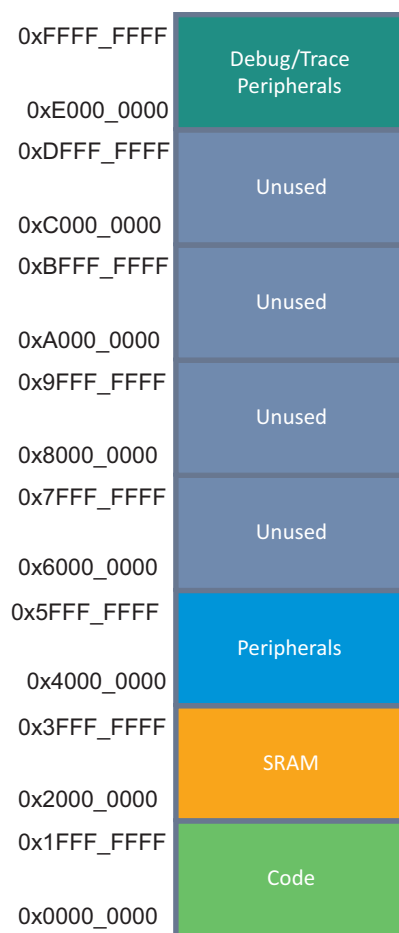 0xFFFF_FFFF
Debug/Trace
Peripherals
0xE000_0000
0xDFFF_FFFF
Unused
0xC000_0000
0xBFFF_FFFF
Unused
0xA000_0000
0x9FFF_FFFF
Unused
0x8000_0000
0x7FFF_FFFF
Unused
0x6000_0000
0x5FFF_FFFF
Peripherals
0x4000_0000
0x3FFF_FFFF
SRAM
0x2000_0000
0x1FFF_FFFF
Code
0x0000_0000